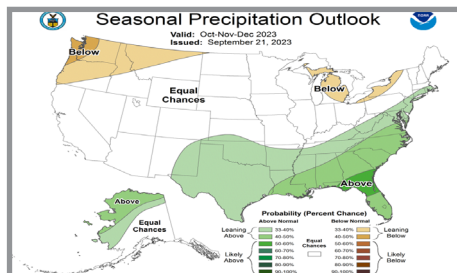 Seasonal Precipitation Outlook
Valid: Oct-Nov-Dec 2023
Issued: September 21, 2023
Below
Equal
Chances
Below
Above
Above
Equal
Chances
Probability (Percent Chance)
Above Normal
Below Normal
Leaning
Above
33-40%
40-50%
50-60%
Likely
Above
60-70%
70-80%
80-90%
90-100%
Equal
Chances
33-40%
40-50%
50-60%
Leaning
Below
60-70%
70-80%
80-90%
90-100%
Likely
Below